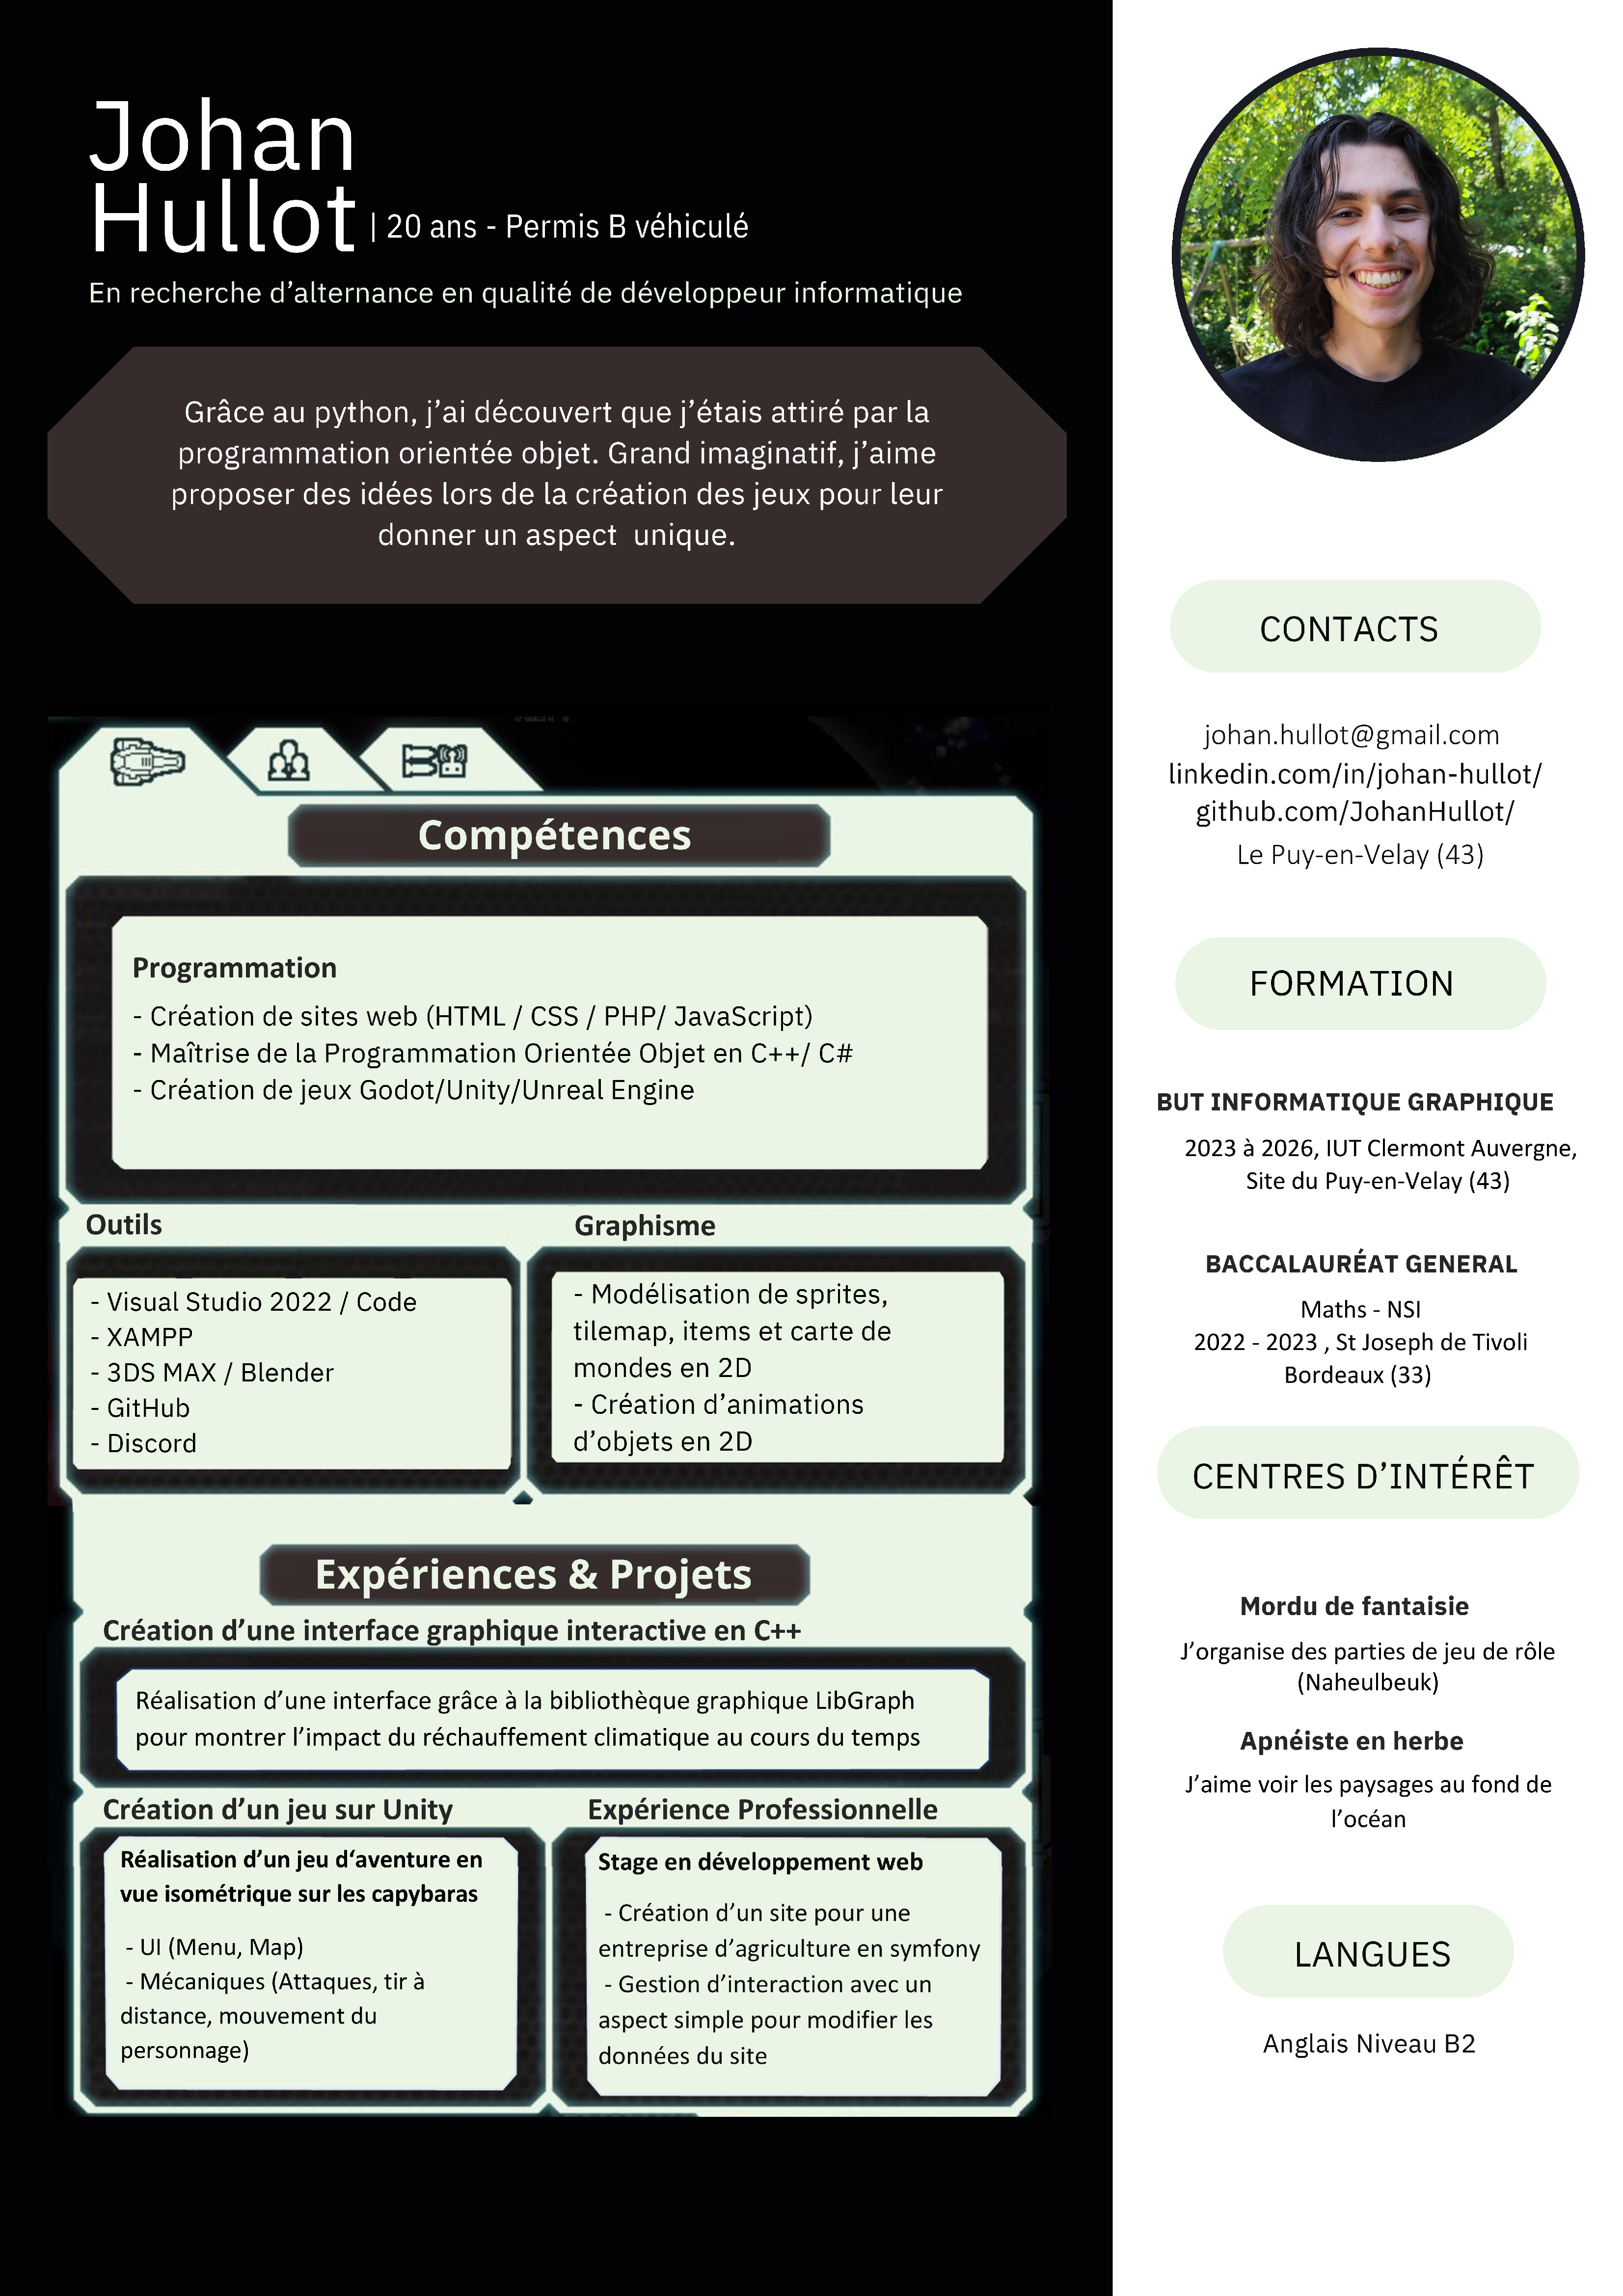 Johan
Hullot | 20 ans - Permis B véhiculé
En recherche d’alternance en qualité de développeur informatique
Grâce au python, j’ai découvert que j’étais attiré par la
programmation orientée objet. Grand imaginatif, j’aime
proposer des idées lors de la création des jeux pour leur
donner un aspect  unique.
Compétences
Programmation
- Création de sites web (HTML / CSS / PHP/ JavaScript)
- Maîtrise de la Programmation Orientée Objet en C++/ C#
- Création de jeux Godot/Unity/Unreal Engine
Outils
- Visual Studio 2022 / Code
- XAMPP
- 3DS MAX / Blender
- GitHub
- Discord
Graphisme
- Modélisation de sprites,
tilemap, items et carte de
mondes en 2D
- Création d’animations
d’objets en 2D
Expériences & Projets
Création d’une interface graphique interactive en C++
Réalisation d’une interface grâce à la bibliothèque graphique LibGraph
pour montrer l’impact du réchauffement climatique au cours du temps
Création d’un jeu sur Unity
Réalisation d’un jeu d‘aventure en
vue isométrique sur les capybaras
- UI (Menu, Map)
- Mécaniques (Attaques, tir à
distance, mouvement du
personnage)
Expérience Professionnelle
Stage en développement web
- Création d’un site pour une
entreprise d’agriculture en symfony
- Gestion d’interaction avec un
aspect simple pour modifier les
données du site
CONTACTS
johan.hullot@gmail.com
linkedin.com/in/johan-hullot/
github.com/JohanHullot/
Le Puy-en-Velay (43)
FORMATION
BUT INFORMATIQUE GRAPHIQUE
2023 à 2026, IUT Clermont Auvergne,
Site du Puy-en-Velay (43)
BACCALAURÉAT GENERAL
Maths - NSI
2022 - 2023 , St Joseph de Tivoli
Bordeaux (33)
CENTRES D’INTÉRÊT
Mordu de fantaisie
J’organise des parties de jeu de rôle
(Naheulbeuk)
Apnéiste en herbe
J’aime voir les paysages au fond de
l’océan
LANGUES
Anglais Niveau B2